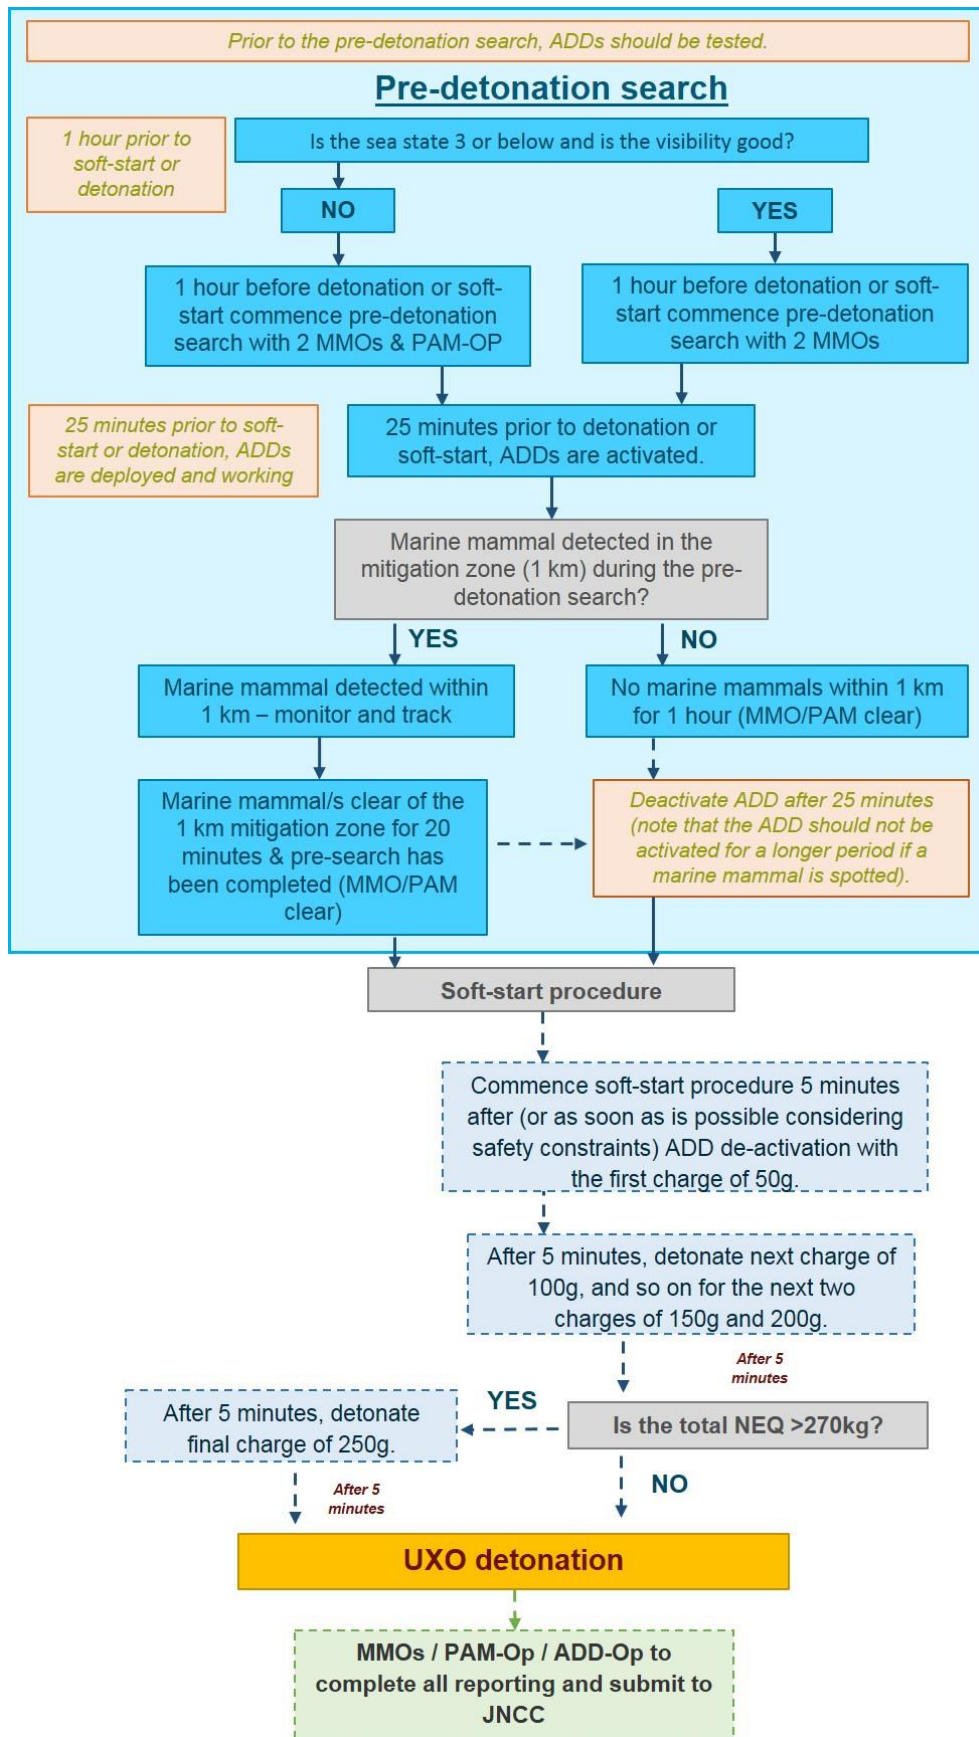 Prior to the pre-detonation search, ADDs should be tested.
Pre-detonation search
1 hour prior to
soft-start or
detonation
Is the sea state 3 or below and is the visibility good?
NO
YES
1 hour before detonation or soft-
start commence pre-detonation
search with 2 MMOs & PAM-OP
1 hour before detonation or soft-
start commence pre-detonation
search with 2 MMOs
25 minutes prior to soft-
start or detonation, ADDs
are deployed and working
25 minutes prior to detonation or
soft-start, ADDs are activated.
Marine mammal detected in the
mitigation zone (1 km) during the pre-
detonation search?
YES
NO
Marine mammal detected within
1 km – monitor and track
No marine mammals within 1 km
for 1 hour (MMO/PAM clear)
Marine mammal/s clear of the
1 km mitigation zone for 20
minutes & pre-search has
been completed (MMO/PAM
clear)
Deactivate ADD after 25 minutes
(note that the ADD should not be
activated for a longer period if a
marine mammal is spotted).
Soft-start procedure
Commence soft-start procedure 5 minutes
after (or as soon as is possible considering
safety constraints) ADD de-activation with
the first charge of 50g.
After 5 minutes, detonate next charge of
100g, and so on for the next two
charges of 150g and 200g.
After 5
minutes
Is the total NEQ >270kg?
YES
After 5 minutes, detonate
final charge of 250g.
NO
After 5
minutes
UXO detonation
MMOs / PAM-Op / ADD-Op to
complete all reporting and submit to
JNCC